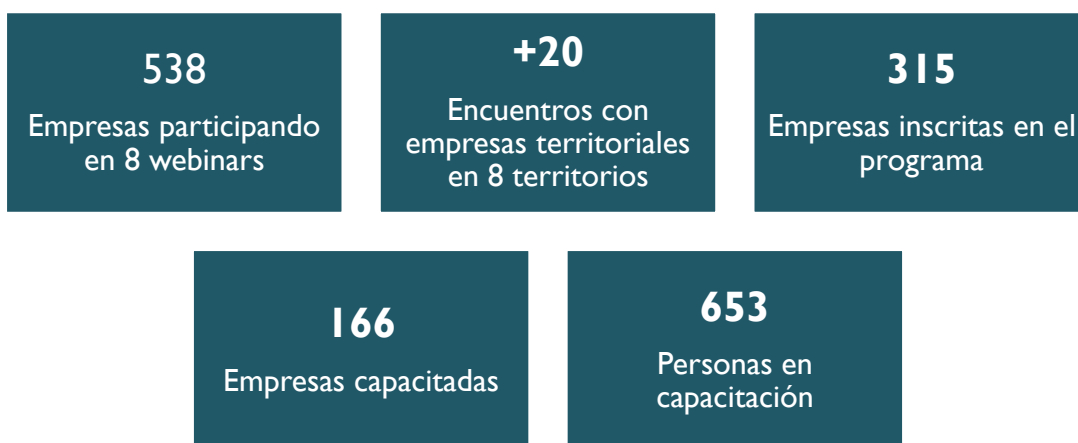 538
Empresas participando
en 8 webinars
+20
Encuentros con
empresas territoriales
en 8 territorios
315
Empresas inscritas en el
programa
166
Empresas capacitadas
653
Personas en
capacitación